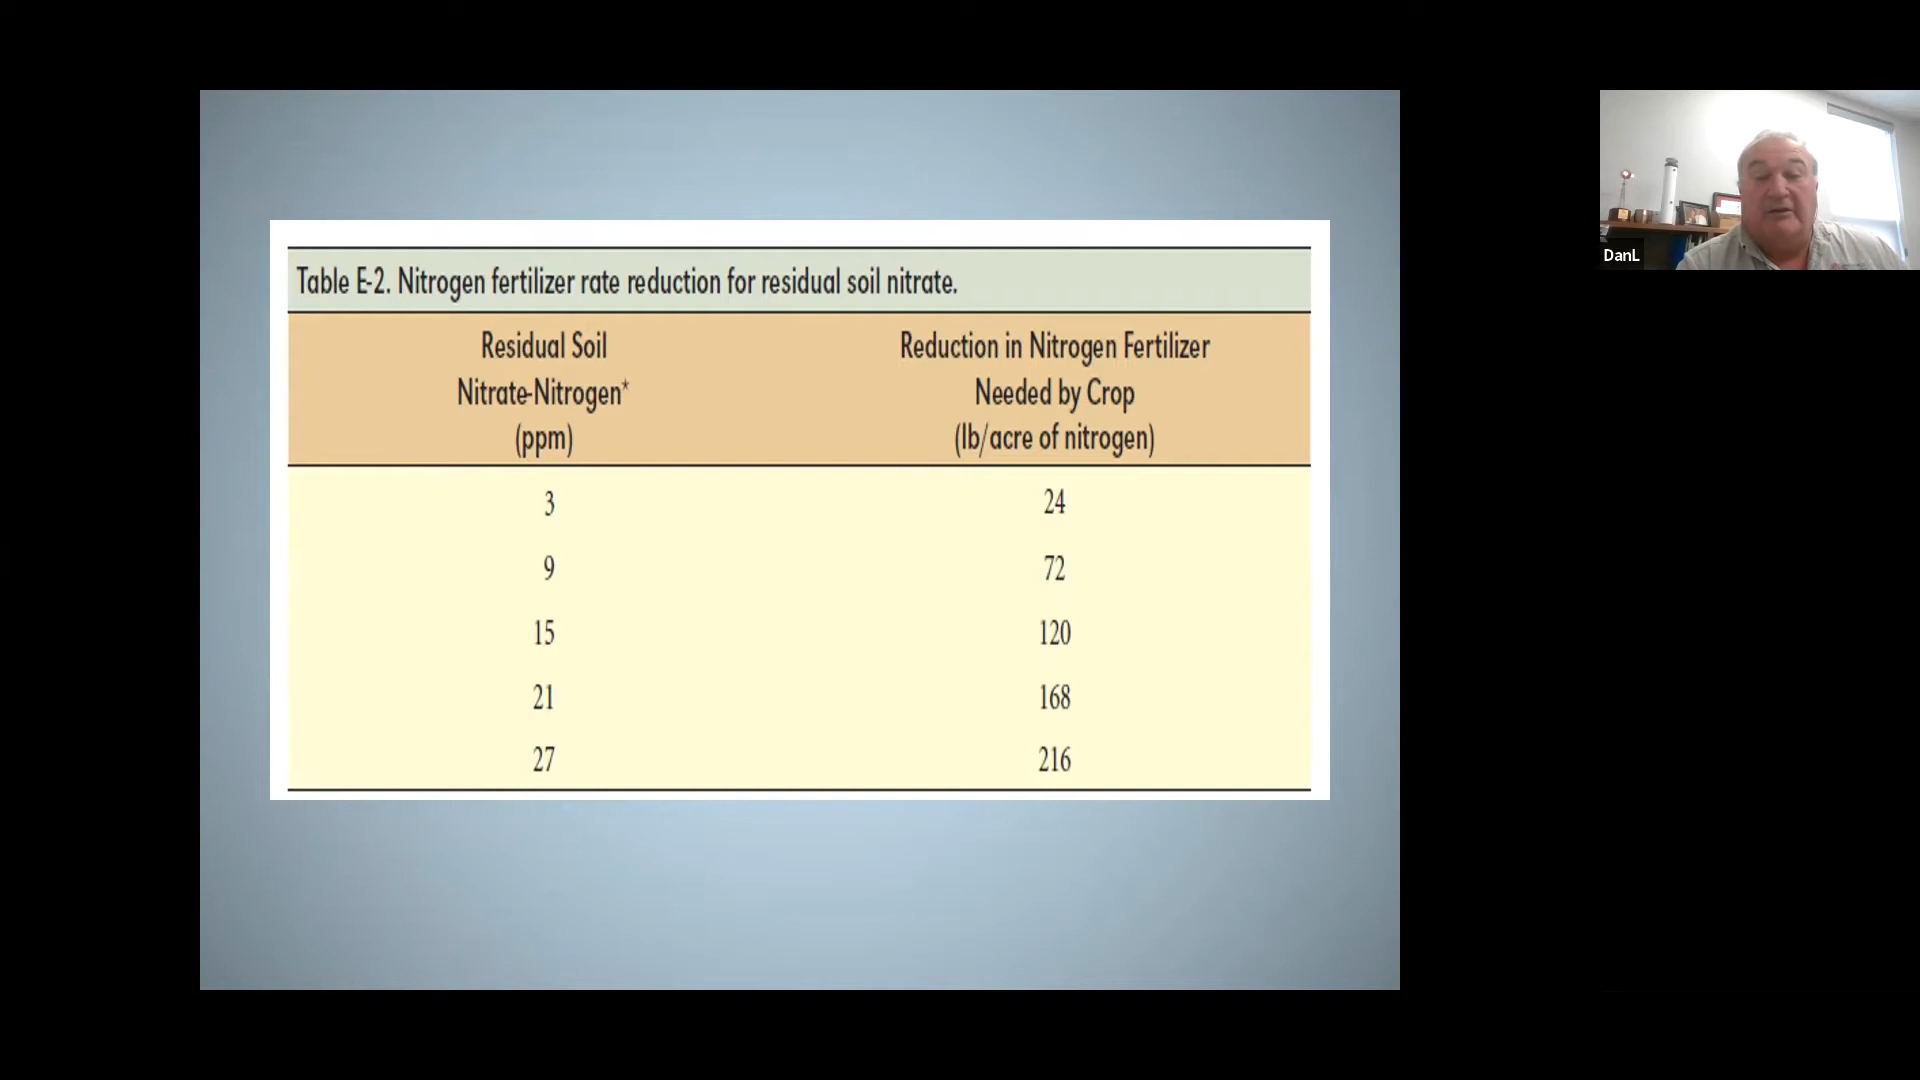 Table E-2. Nitrogen fertilizer rate reduction for residual soil nitrate.
Residual Soil
Nitrate-Nitrogen*
(ppm)
Reduction in Nitrogen Fertilizer
Needed by Crop
(lb/acre of nitrogen)
3 24
9 72
15 120
21 168
27 216
DanL